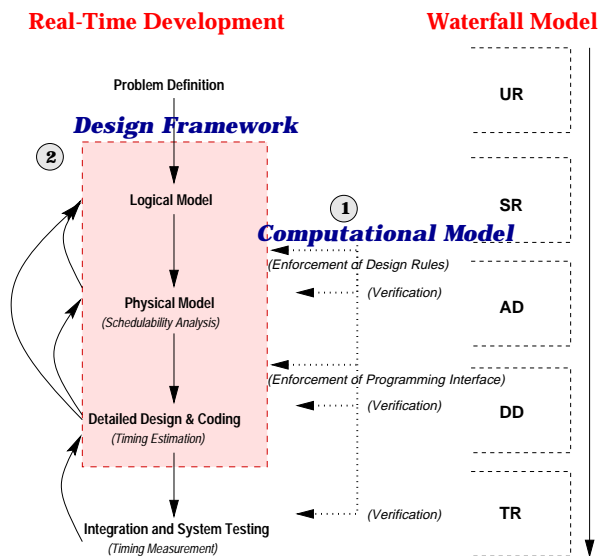 Real-Time Development
Waterfall Model
Problem Definition
UR
Design Framework
2
Logical Model
1
SR
Computational Model
(Enforcement of Design Rules)
Physical Model
(Verification)
(Schedulability Analysis)
AD
(Enforcement of Programming Interface)
Detailed Design & Coding
(Verification)
(Timing Estimation)
DD
Integration and System Testing
(Verification)
(Timing Measurement)
TR